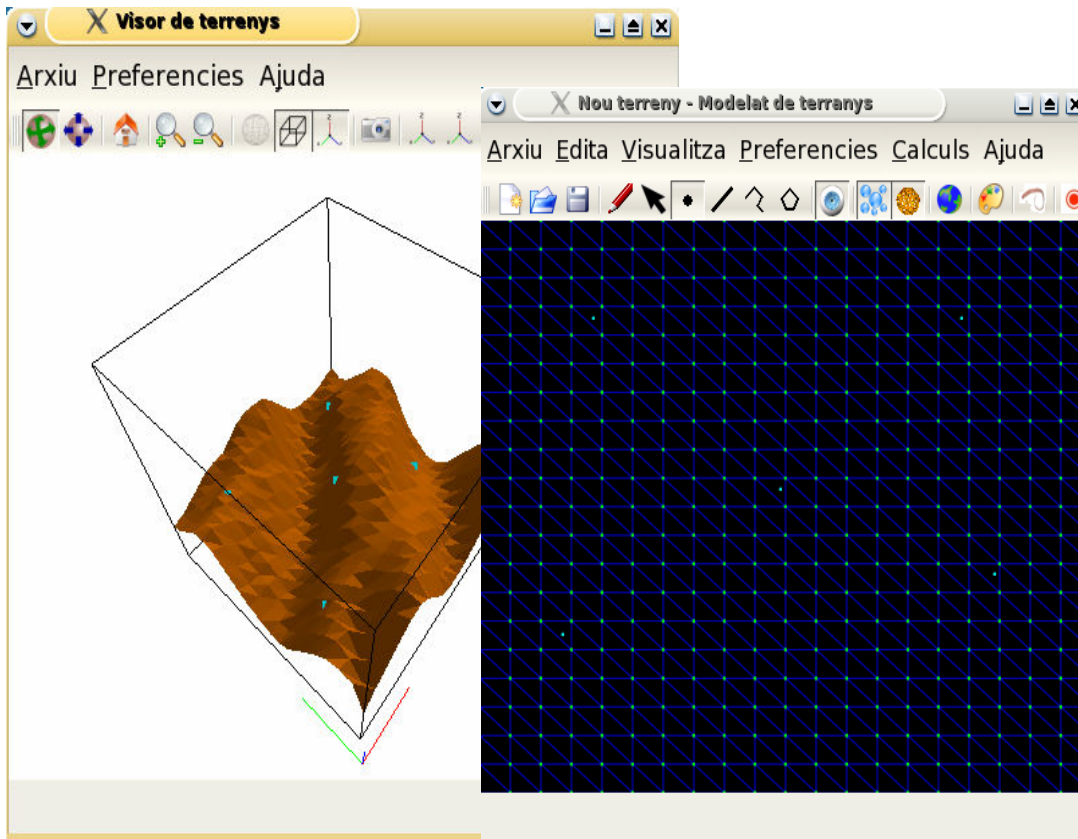 Visor de terrenys
Arxiu Preferencies Ajuda
Nou terreny - Modelat de terranys
Arxiu Edita Visualitza Preferencies Calculs Ajuda